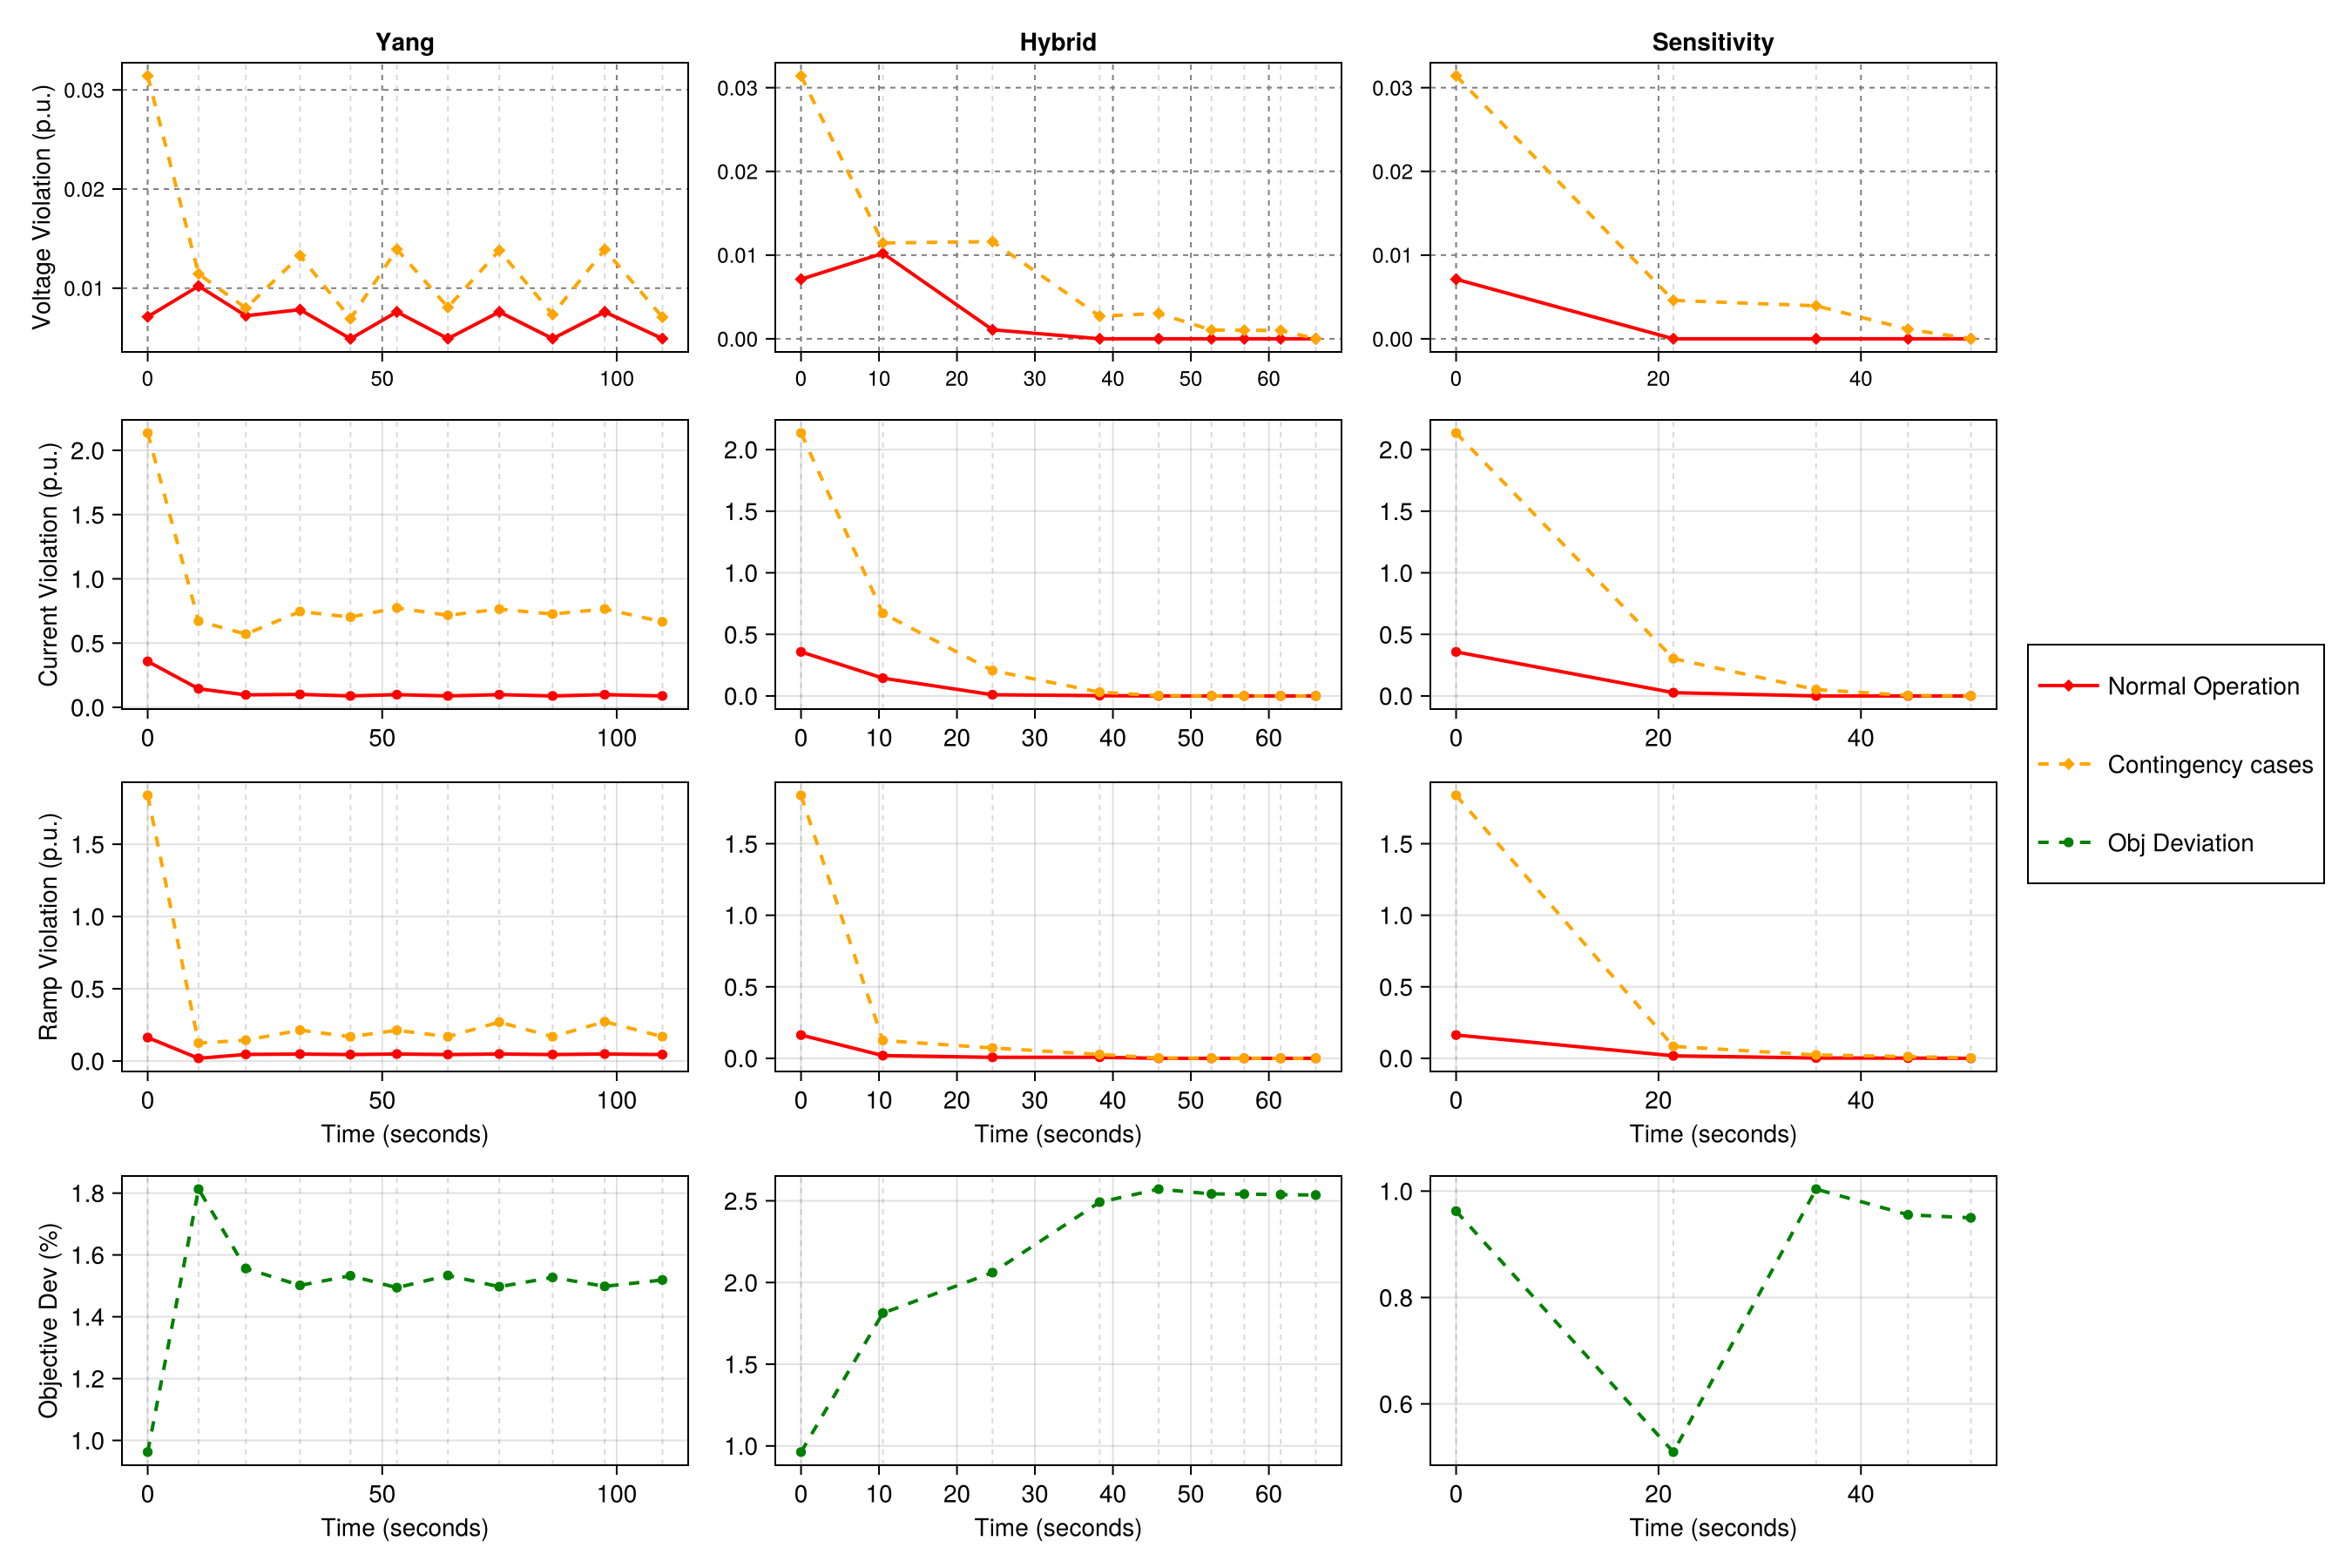 Yang
Hybrid
Sensitivity
Voltage Violation (p.u.)
0.03
0.02
0.01
0 50 100
0.03
0.02
0.01
0.00
0 10 20 30 40 50 60
0.03
0.02
0.01
0.00
0 20 40
Current Violation (p.u.)
2.0
1.5
1.0
0.5
0.0
0 50 100
2.0
1.5
1.0
0.5
0.0
0 10 20 30 40 50 60
2.0
1.5
1.0
0.5
0.0
0 20 40
Normal Operation
Contingency cases
Obj Deviation
Ramp Violation (p.u.)
1.5
1.0
0.5
0.0
0 50 100
Time (seconds)
1.5
1.0
0.5
0.0
0 10 20 30 40 50 60
Time (seconds)
1.5
1.0
0.5
0.0
0 20 40
Time (seconds)
Objective Dev (%)
1.8
1.6
1.4
1.2
1.0
0 50 100
Time (seconds)
2.5
2.0
1.5
1.0
0 10 20 30 40 50 60
Time (seconds)
1.0
0.8
0.6
0 20 40
Time (seconds)